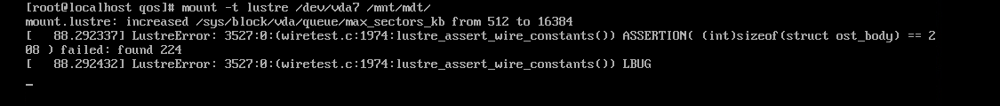 [root@localhost qos]# mount -t lustre /dev/vda7 /mnt/mdt/
mount.lustre: increased /sys/block/vda/queue/max_sectors_kb from 512 to 16384
[   88.292337] LustreError: 3527:0:(wiretest.c:1974:lustre_assert_wire_constants()) ASSERTION( (int)sizeof(struct ost_body) == 2
08 ) failed: found 224
[   88.292432] LustreError: 3527:0:(wiretest.c:1974:lustre_assert_wire_constants()) LBUG